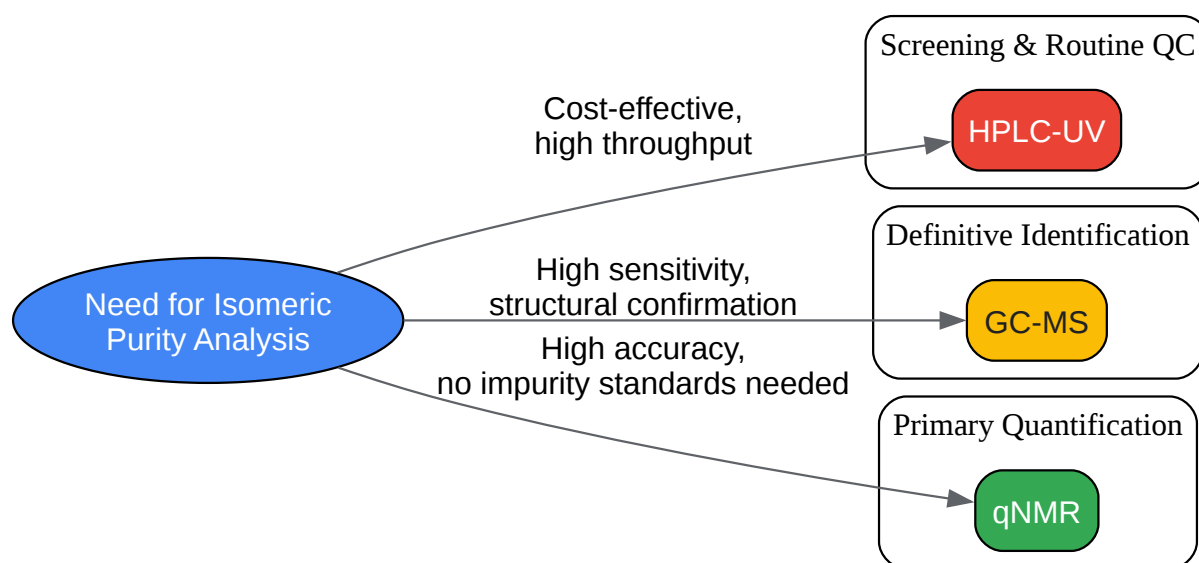 Screening & Routine QC
HPLC-UV
Cost-effective,
high throughput
Need for Isomeric
Purity Analysis
High sensitivity,
structural confirmation
Definitive Identification
GC-MS
High accuracy,
no impurity standards needed
Primary Quantification
qNMR